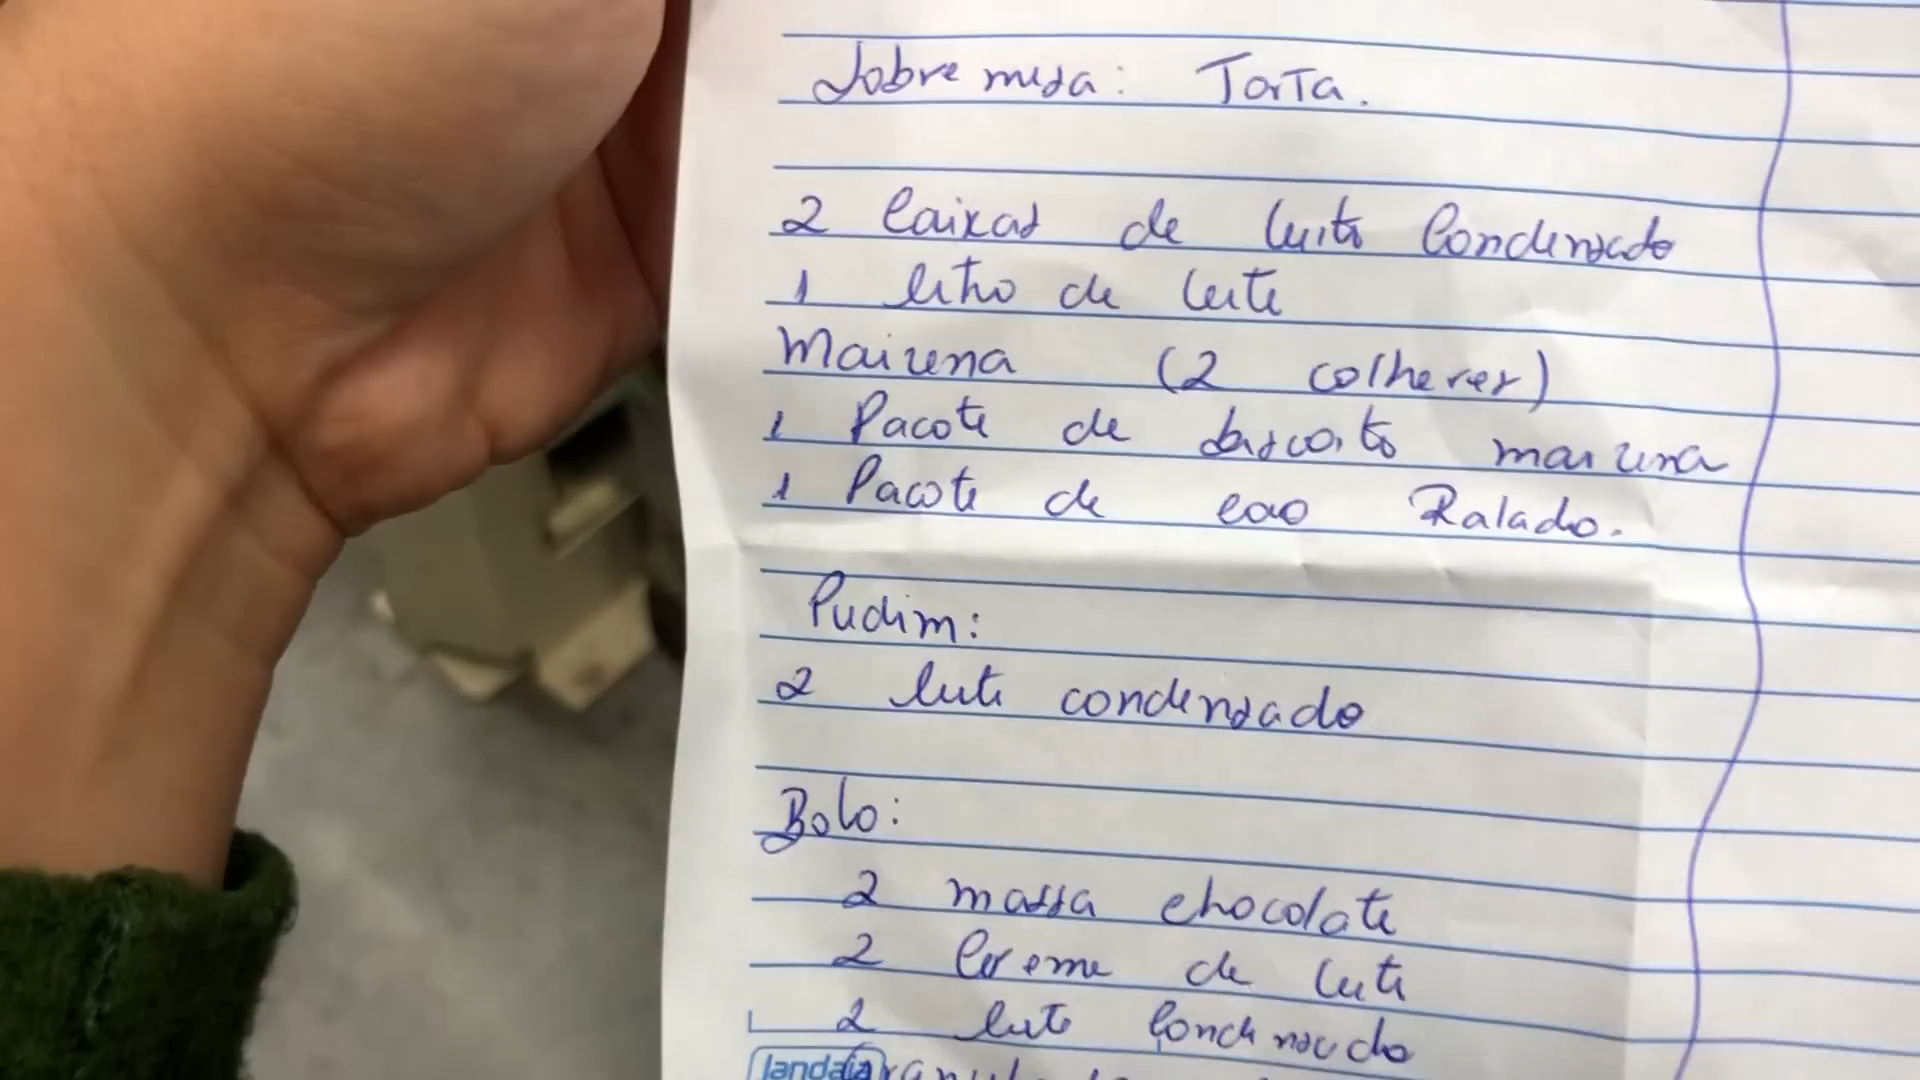 Sobremesa: Torta.
2 Caixas de leite Condensado
1 litro de leite
Maizena (2 colheres)
1 Pacote de biscoito maizena
1 Pacote de coco Ralado.
Pudim:
2 leite condensado
Bolo:
2 massa chocolate
2 Creme de leite
2 leite Condensado
landa